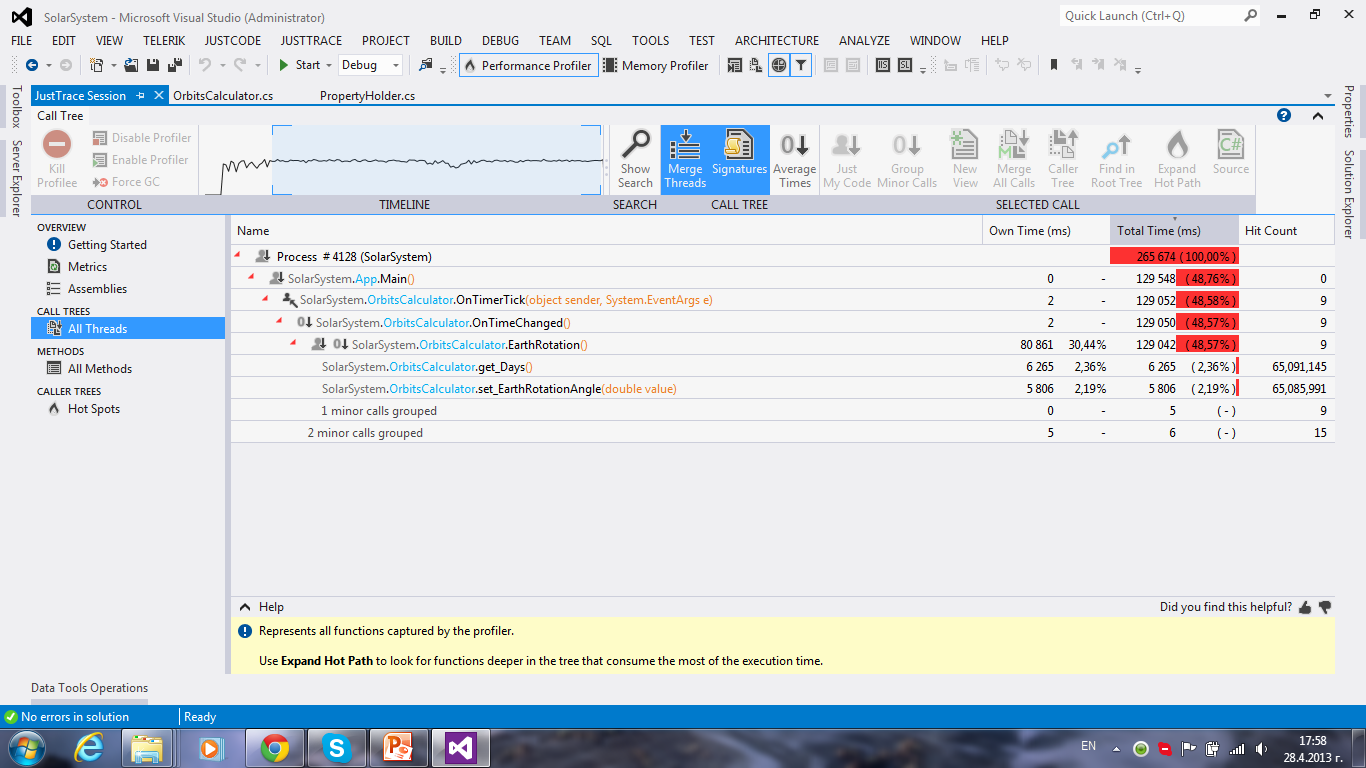 SolarSystem - Microsoft Visual Studio (Administrator)
Quick Launch (Ctrl+Q)
FILE EDIT VIEW TELERIK JUSTCODE JUSTTRACE PROJECT BUILD DEBUG TEAM SQL TOOLS TEST ARCHITECTURE ANALYZE WINDOW HELP
Start Debug Performance Profiler Memory Profiler
Toolbox
Server Explorer
Properties
Solution Explorer
JustTrace Session OrbitsCalculator.cs PropertyHolder.cs
Call Tree
Kill Profilee
Disable Profiler
Enable Profiler
Force GC
Show Search
Merge Threads
Signatures
Average Times
Just My Code
Group Minor Calls
New View
Merge All Calls
Caller Tree
Find in Root Tree
Expand Hot Path
Source
CONTROL TIMELINE SEARCH CALL TREE SELECTED CALL
OVERVIEW
Getting Started
Metrics
Assemblies
CALL TREES
All Threads
METHODS
All Methods
CALLER TREES
Hot Spots
Name Own Time (ms) Total Time (ms) Hit Count
Process # 4128 (SolarSystem) 265 674 (100,00% )
SolarSystem.App.Main() 0 - 129 548 (48,76% ) 0
SolarSystem.OrbitsCalculator.OnTimerTick(object sender, System.EventArgs e) 2 - 129 052 (48,58% ) 9
SolarSystem.OrbitsCalculator.OnTimeChanged() 2 - 129 050 (48,57% ) 9
SolarSystem.OrbitsCalculator.EarthRotation() 80 861 30,44% 129 042 (48,57% ) 9
SolarSystem.OrbitsCalculator.get_Days() 6 265 2,36% 6 265 ( 2,36% ) 65,091,145
SolarSystem.OrbitsCalculator.set_EarthRotationAngle(double value) 5 806 2,19% 5 806 ( 2,19% ) 65,085,991
1 minor calls grouped 0 - 5 ( - ) 9
2 minor calls grouped 5 - 6 ( - ) 15
Help
Did you find this helpful?
Represents all functions captured by the profiler.
Use Expand Hot Path to look for functions deeper in the tree that consume the most of the execution time.
Data Tools Operations
No errors in solution Ready
EN
17:58
28.4.2013 г.